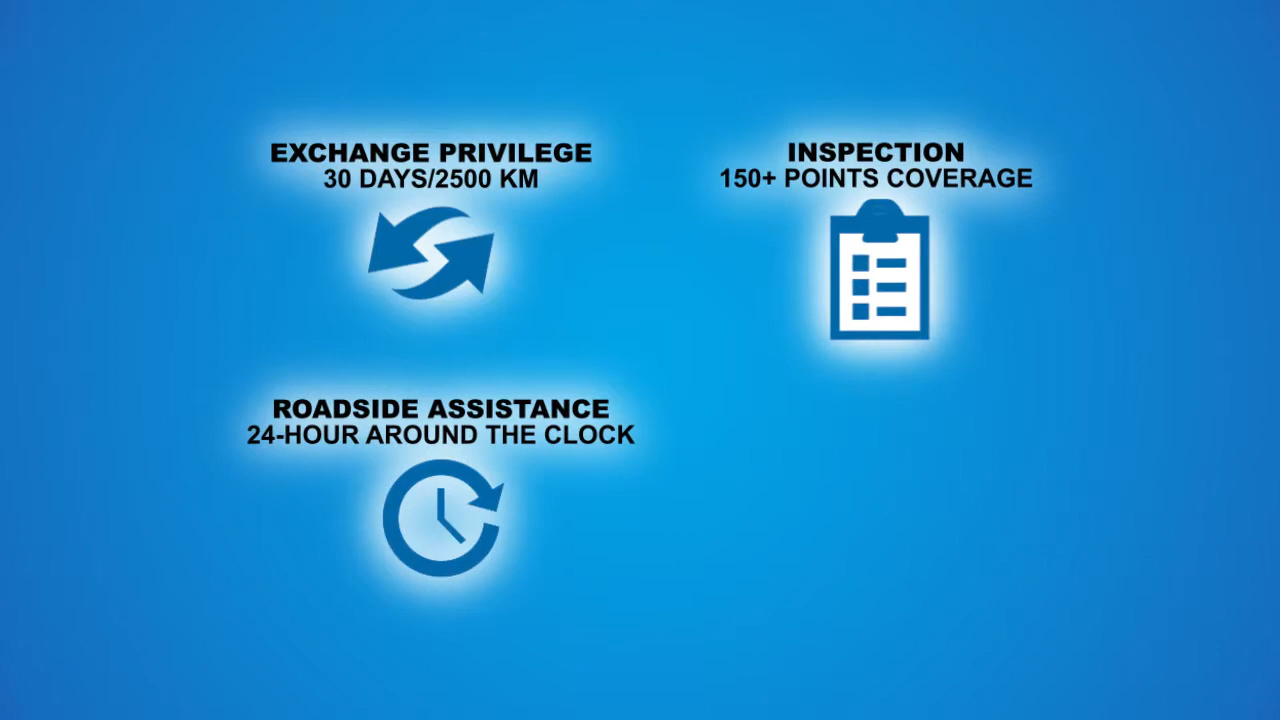 EXCHANGE PRIVILEGE
30 DAYS/2500 KM
INSPECTION
150+ POINTS COVERAGE
ROADSIDE ASSISTANCE
24-HOUR AROUND THE CLOCK